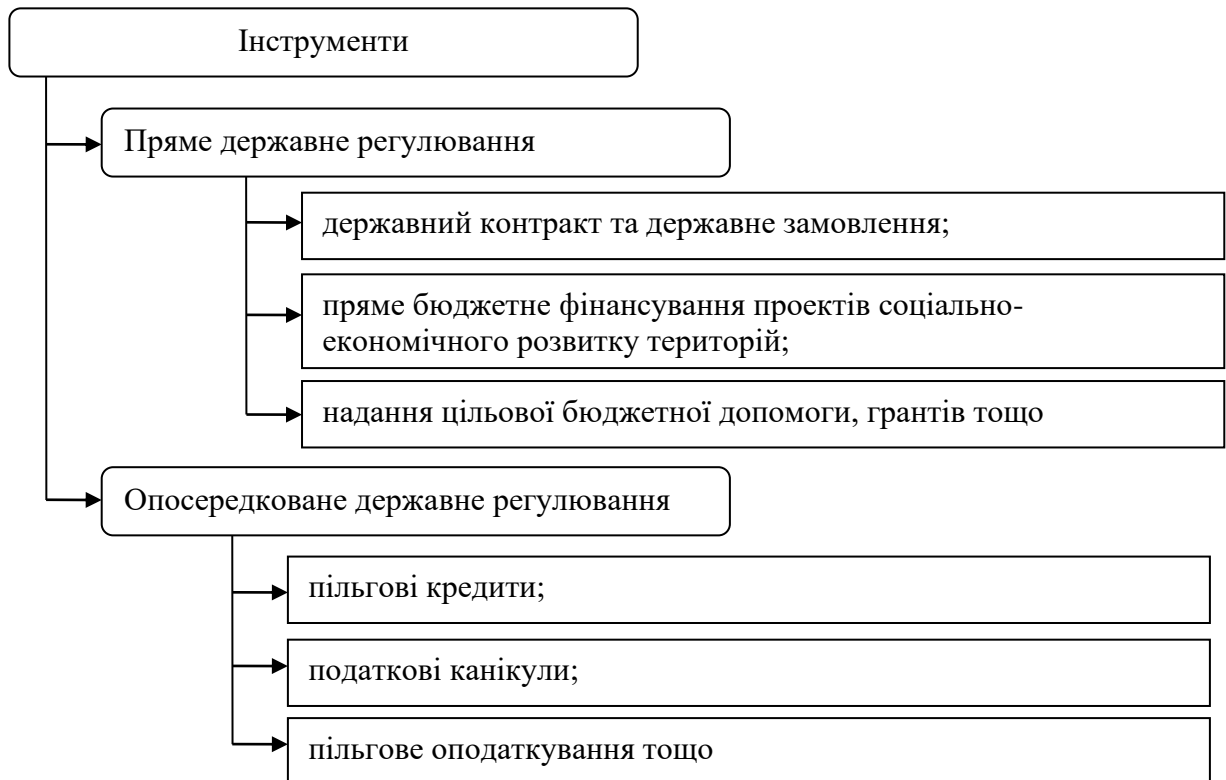 Інструменти
Пряме державне регулювання
державний контракт та державне замовлення;
пряме бюджетне фінансування проектів соціально-
економічного розвитку територій;
надання цільової бюджетної допомоги, грантів тощо
Опосередковане державне регулювання
пільгові кредити;
податкові канікули;
пільгове оподаткування тощо